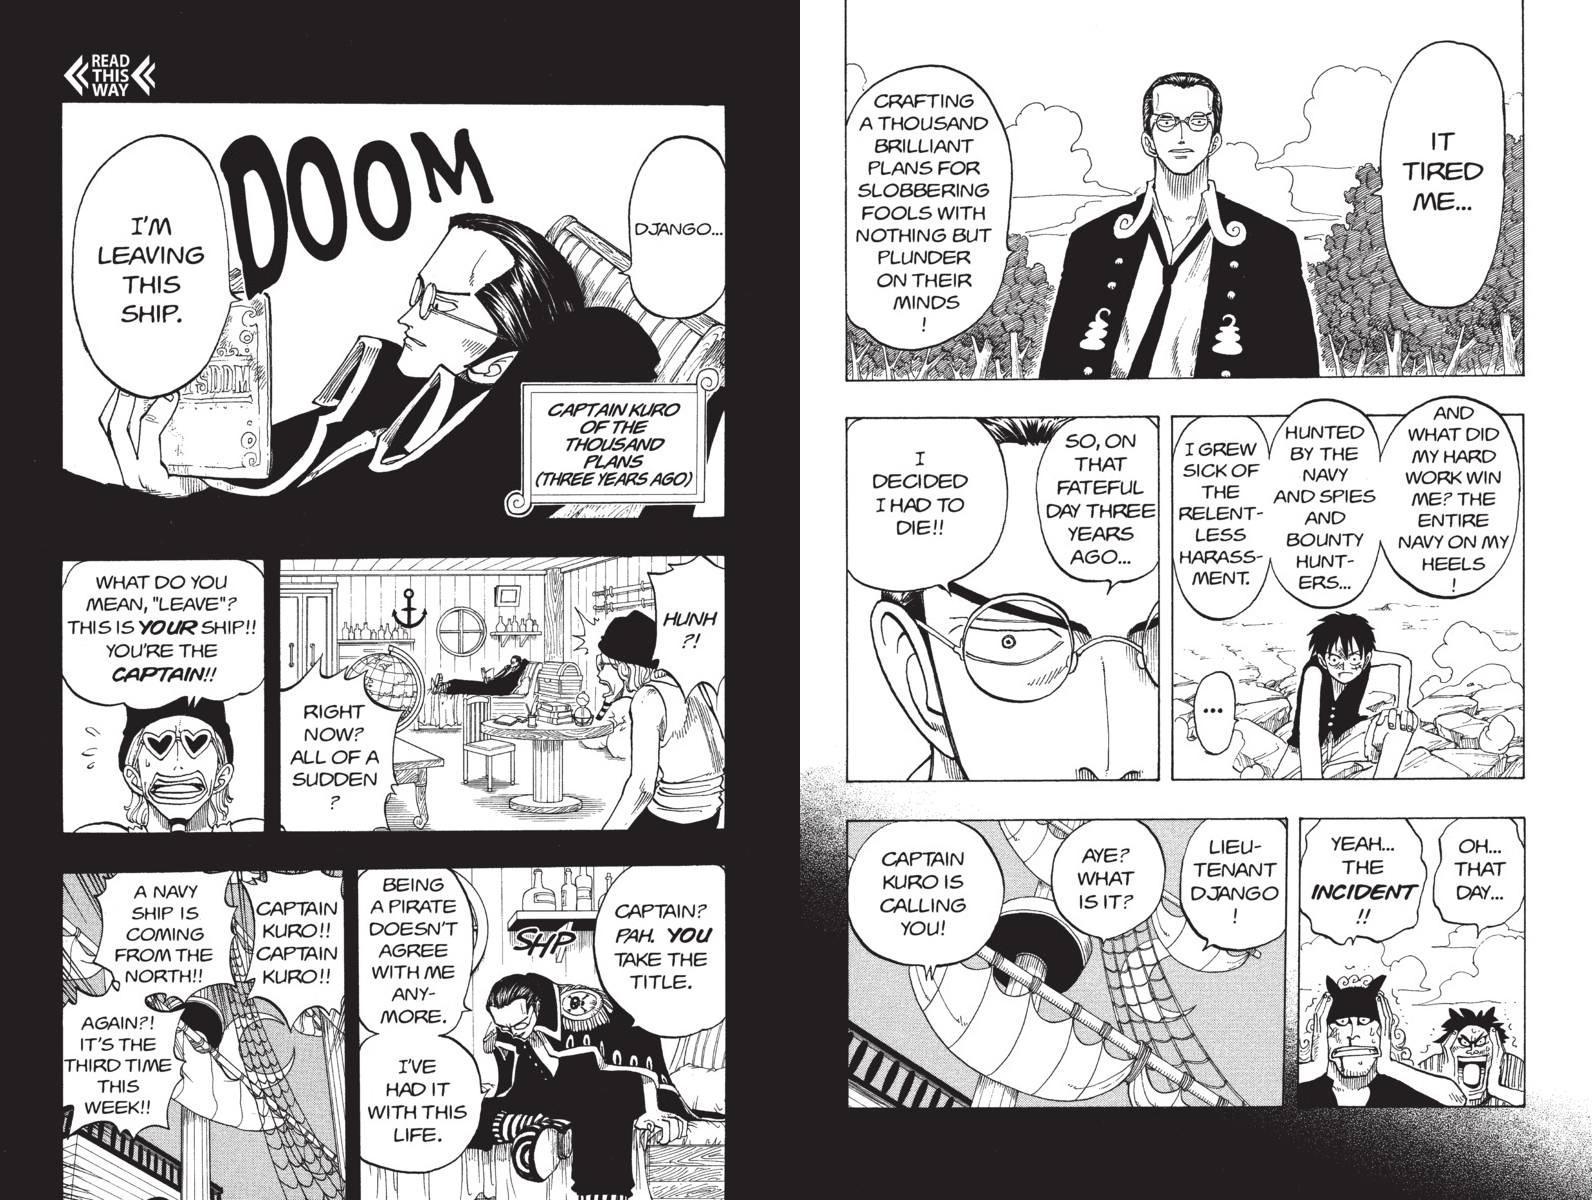 IT
TIRED
ME...
CRAFTING
A THOUSAND
BRILLIANT
PLANS FOR
SLOBBERING
FOOLS WITH
NOTHING BUT
PLUNDER
ON THEIR
MINDS
!
AND
WHAT DID
MY HARD
WORK WIN
ME? THE
ENTIRE
NAVY ON MY
HEELS
!
HUNTED
BY THE
NAVY
AND SPIES
AND
BOUNTY
HUNT-
ERS...
I GREW
SICK OF
THE
RELENT-
LESS
HARASS-
MENT.
...
SO, ON
THAT
FATEFUL
DAY THREE
YEARS
AGO...
I
DECIDED
I HAD TO
DIE!!
OH...
THAT
DAY...
YEAH...
THE
INCIDENT
!!
LIEU-
TENANT
DJANGO
!
AYE?
WHAT
IS IT?
CAPTAIN
KURO IS
CALLING
YOU!
READ
THIS
WAY
DJANGO...
DOOM
I'M
LEAVING
THIS
SHIP.
CAPTAIN KURO
OF THE
THOUSAND
PLANS
(THREE YEARS AGO)
HUNH
?!
RIGHT
NOW?
ALL OF A
SUDDEN
?
WHAT DO YOU
MEAN, "LEAVE"?
THIS IS YOUR SHIP!!
YOU'RE THE
CAPTAIN!!
CAPTAIN?
PAH. YOU
TAKE THE
TITLE.
SHP
BEING
A PIRATE
DOESN'T
AGREE
WITH ME
ANY-
MORE.
I'VE
HAD IT
WITH THIS
LIFE.
CAPTAIN
KURO!!
CAPTAIN
KURO!!
A NAVY
SHIP IS
COMING
FROM THE
NORTH!!
AGAIN?!
IT'S THE
THIRD TIME
THIS
WEEK!!